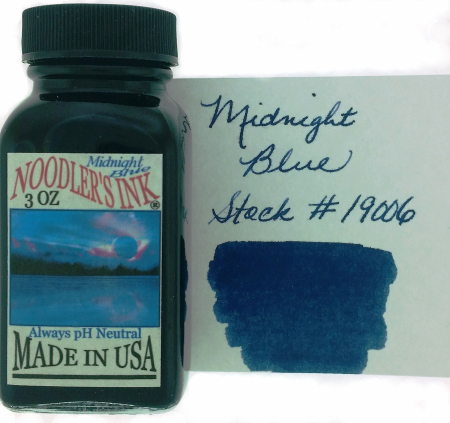 Midnight
Blue
NOODLER'S INK®
3 OZ
Always pH Neutral
MADE IN USA
Midnight
Blue
Stock #19006